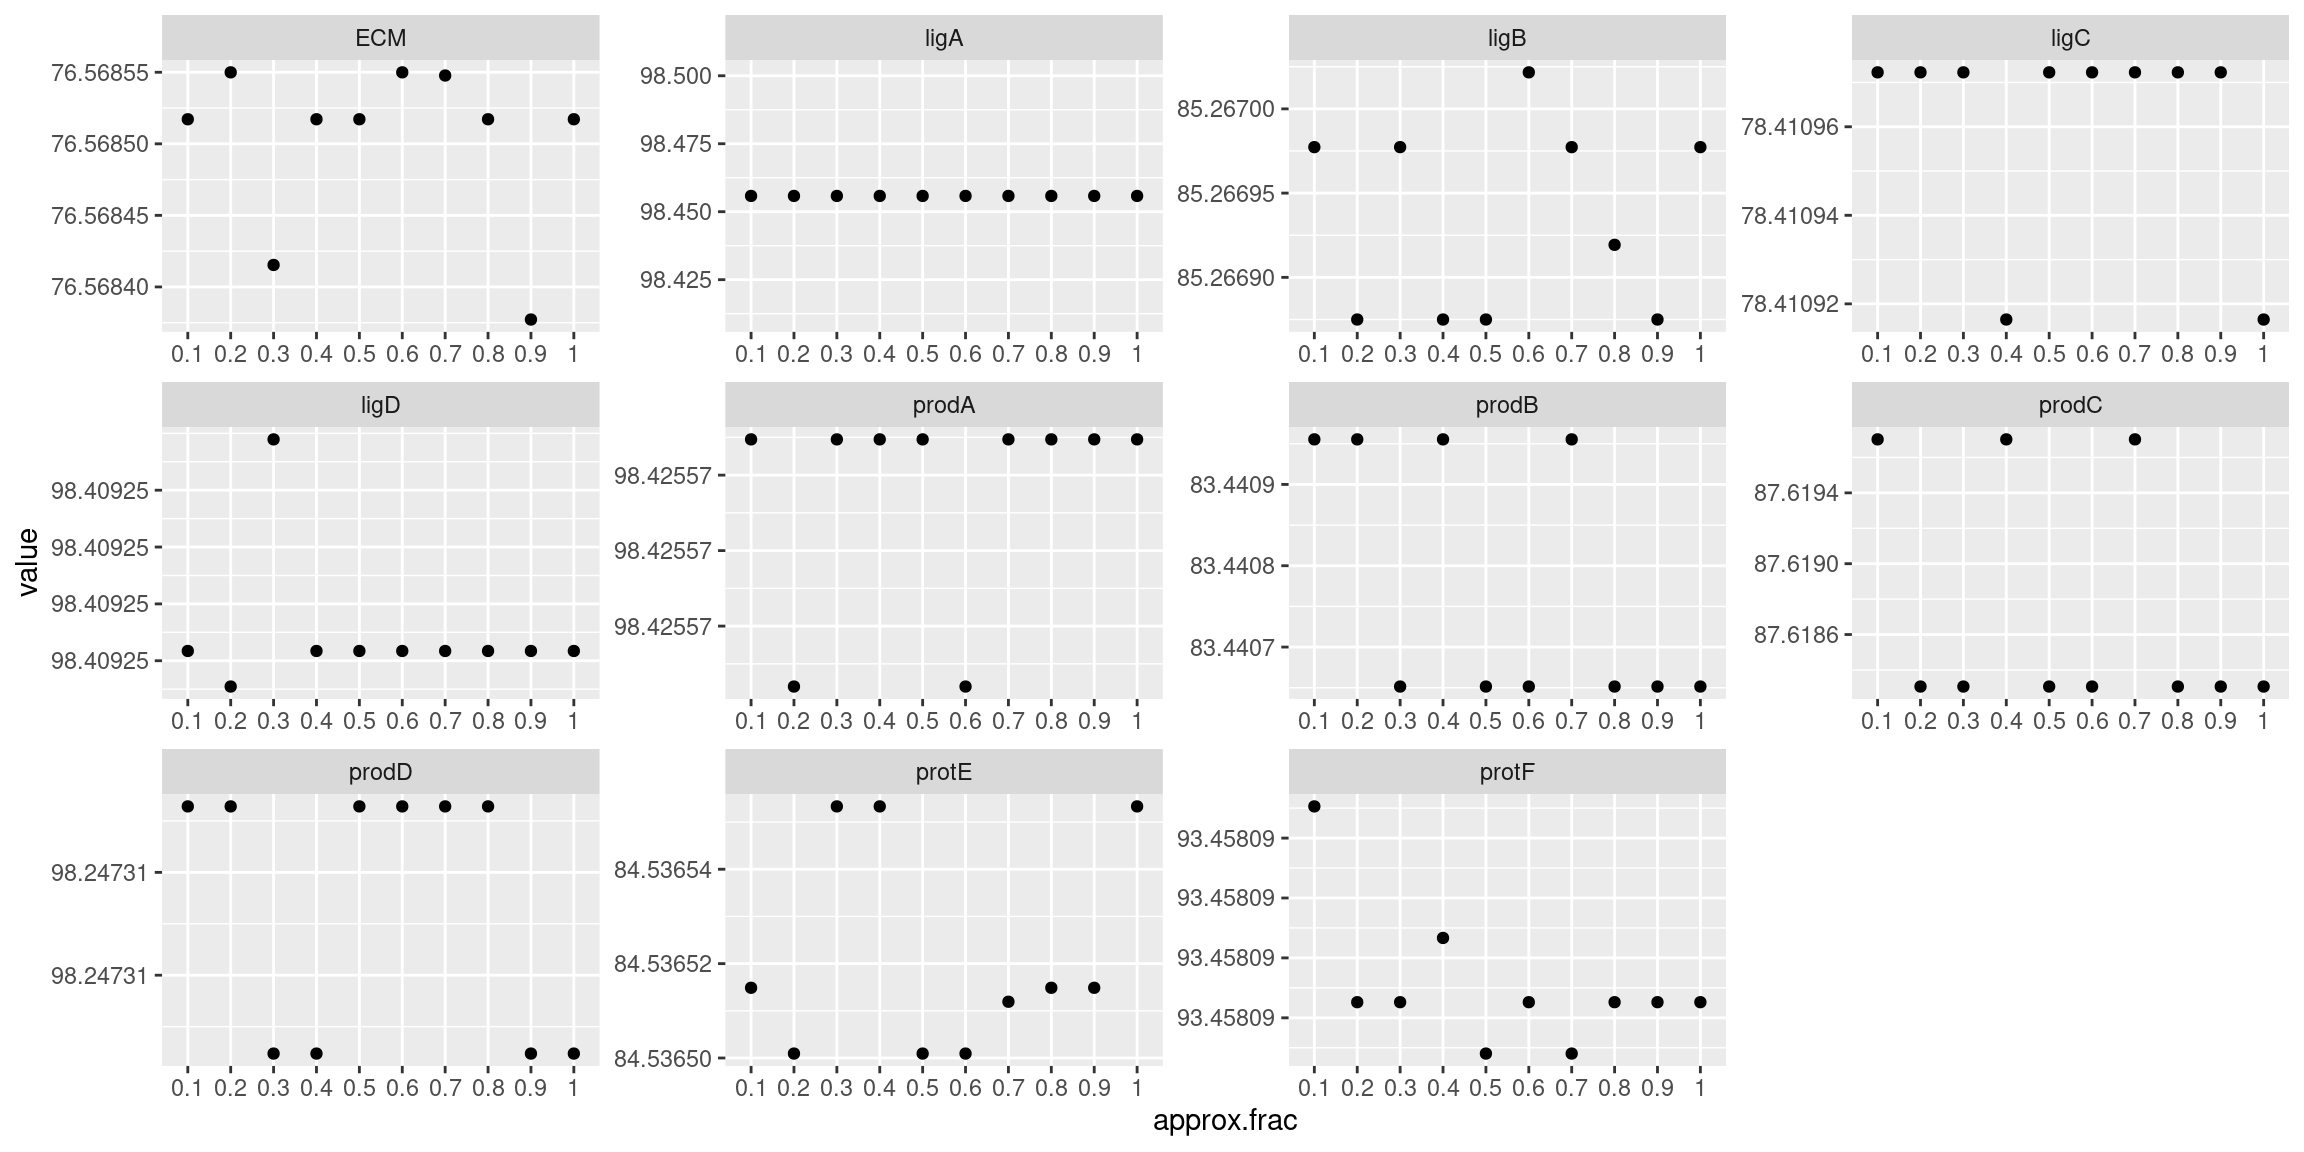 ECM ligA ligB ligC
76.56855
76.56850
76.56845
76.56840
98.500
98.475
98.450
98.425
85.26700
85.26695
85.26690
78.41096
78.41094
78.41092
0.1 0.2 0.3 0.4 0.5 0.6 0.7 0.8 0.9 1
0.1 0.2 0.3 0.4 0.5 0.6 0.7 0.8 0.9 1
0.1 0.2 0.3 0.4 0.5 0.6 0.7 0.8 0.9 1
0.1 0.2 0.3 0.4 0.5 0.6 0.7 0.8 0.9 1
ligD prodA prodB prodC
98.40925
98.40925
98.40925
98.40925
98.42557
98.42557
98.42557
83.4409
83.4408
83.4407
87.6194
87.6190
87.6186
0.1 0.2 0.3 0.4 0.5 0.6 0.7 0.8 0.9 1
0.1 0.2 0.3 0.4 0.5 0.6 0.7 0.8 0.9 1
0.1 0.2 0.3 0.4 0.5 0.6 0.7 0.8 0.9 1
0.1 0.2 0.3 0.4 0.5 0.6 0.7 0.8 0.9 1
value
prodD protE protF
98.24731
98.24731
84.53654
84.53652
84.53650
93.45809
93.45809
93.45809
93.45809
0.1 0.2 0.3 0.4 0.5 0.6 0.7 0.8 0.9 1
0.1 0.2 0.3 0.4 0.5 0.6 0.7 0.8 0.9 1
0.1 0.2 0.3 0.4 0.5 0.6 0.7 0.8 0.9 1
approx.frac